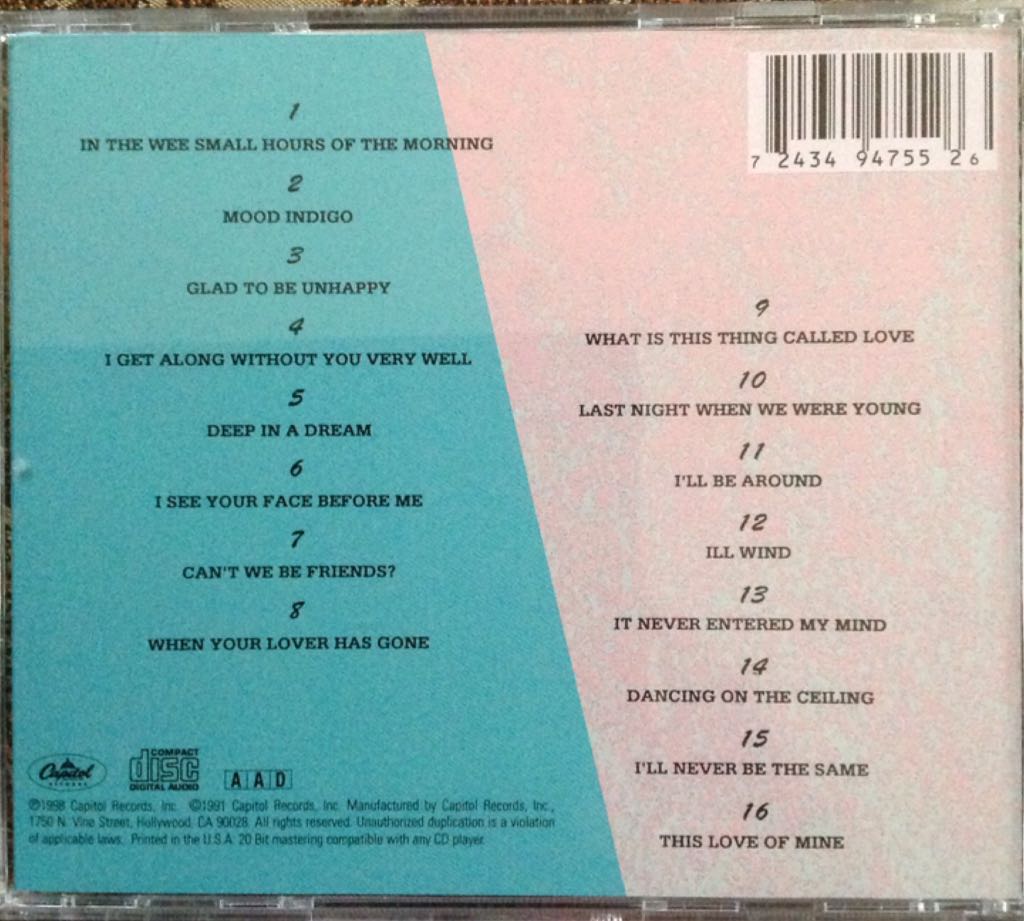 1
IN THE WEE SMALL HOURS OF THE MORNING
2
MOOD INDIGO
3
GLAD TO BE UNHAPPY
4
I GET ALONG WITHOUT YOU VERY WELL
5
DEEP IN A DREAM
6
I SEE YOUR FACE BEFORE ME
7
CAN'T WE BE FRIENDS?
8
WHEN YOUR LOVER HAS GONE
7 2434 94755 2 6
9
WHAT IS THIS THING CALLED LOVE
10
LAST NIGHT WHEN WE WERE YOUNG
11
I'LL BE AROUND
12
ILL WIND
13
IT NEVER ENTERED MY MIND
14
DANCING ON THE CEILING
15
I'LL NEVER BE THE SAME
16
THIS LOVE OF MINE
Capitol
RECORDS
COMPACT
disc
DIGITAL AUDIO
AAD
℗1998 Capitol Records, Inc. ©1991 Capitol Records, Inc. Manufactured by Capitol Records, Inc.,
1750 N. Vine Street, Hollywood, CA 90028. All rights reserved. Unauthorized duplication is a violation
of applicable laws. Printed in the U.S.A. 20 Bit mastering compatible with any CD player.